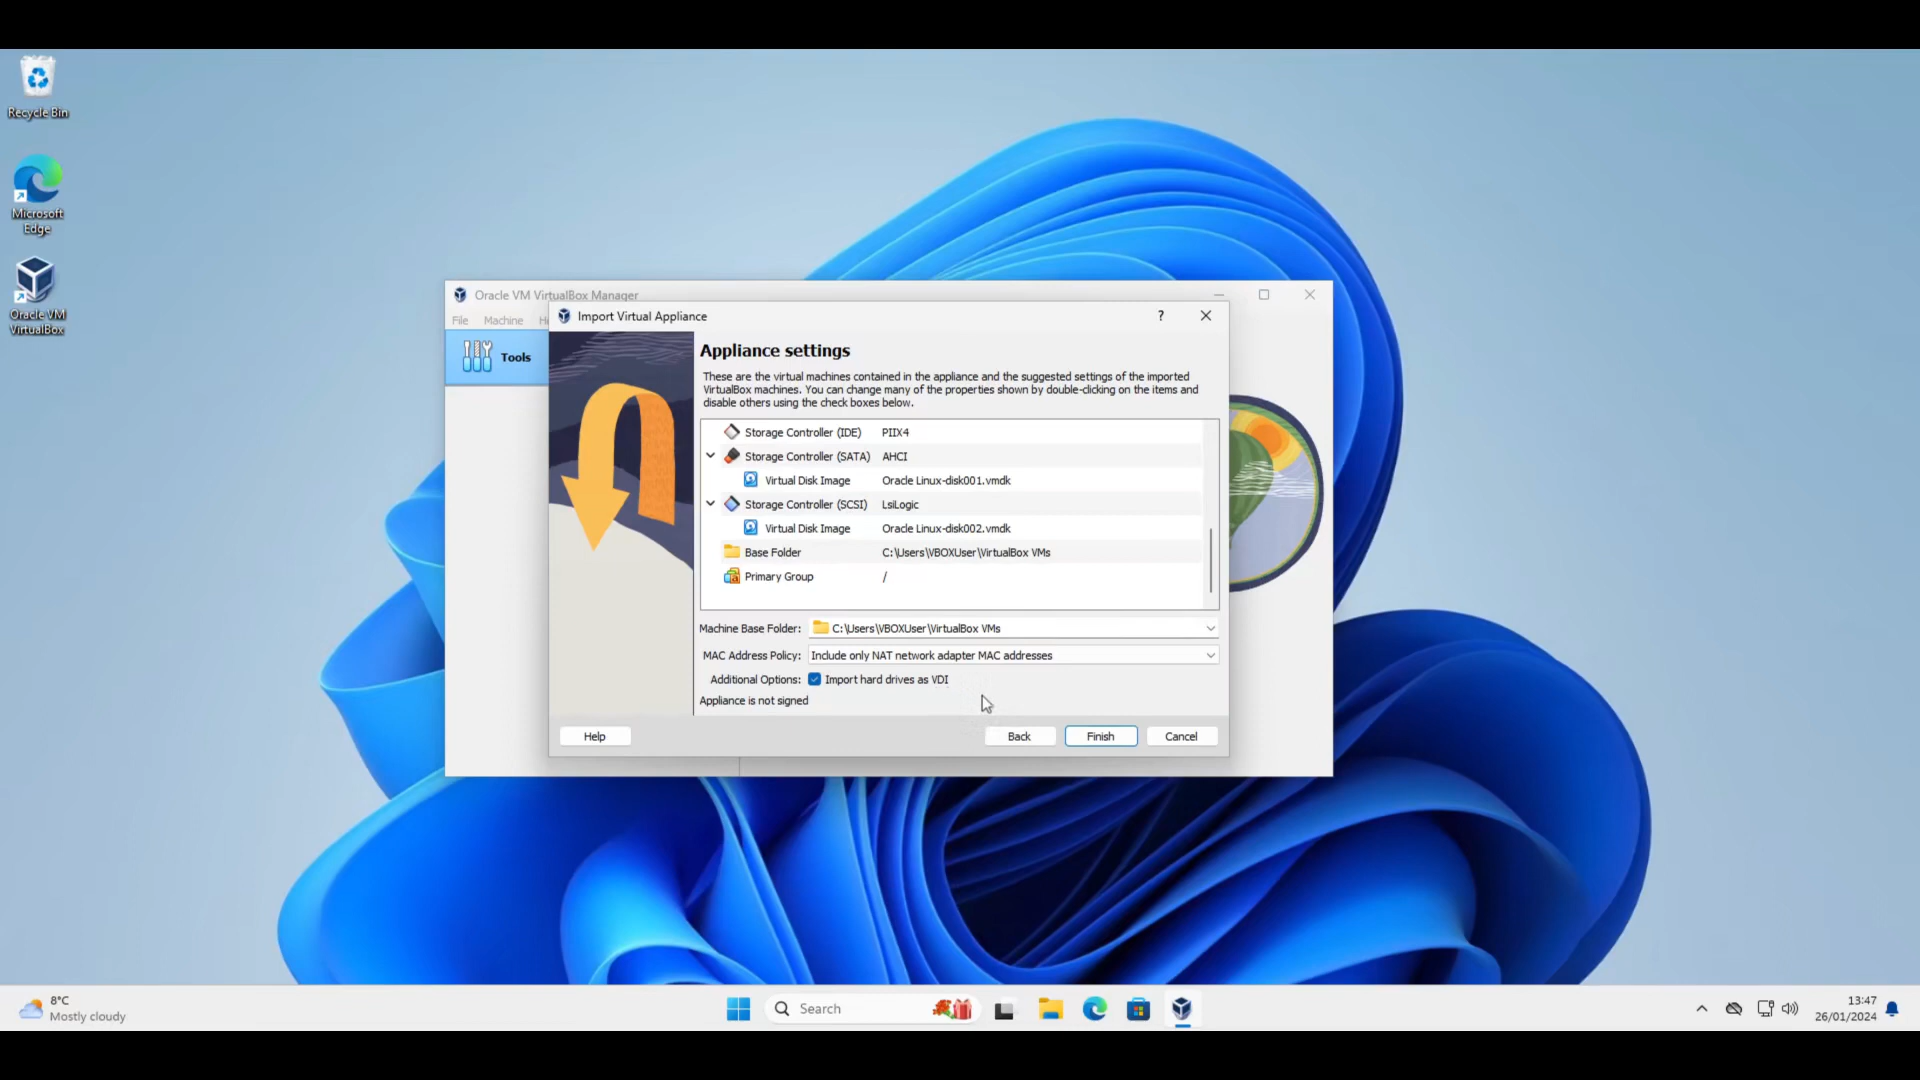 Recycle Bin
Microsoft
Edge
Oracle VM
VirtualBox
Oracle VM VirtualBox Manager
File Machine He
Tools
Import Virtual Appliance
?
Appliance settings
These are the virtual machines contained in the appliance and the suggested settings of the imported
VirtualBox machines. You can change many of the properties shown by double-clicking on the items and
disable others using the check boxes below.
Storage Controller (IDE) PIIX4
Storage Controller (SATA) AHCI
Virtual Disk Image Oracle Linux-disk001.vmdk
Storage Controller (SCSI) LsiLogic
Virtual Disk Image Oracle Linux-disk002.vmdk
Base Folder C:\Users\VBOXUser\VirtualBox VMs
Primary Group /
Machine Base Folder: C:\Users\VBOXUser\VirtualBox VMs
MAC Address Policy: Include only NAT network adapter MAC addresses
Additional Options: Import hard drives as VDI
Appliance is not signed
Help Back Finish Cancel
8°C
Mostly cloudy
Search
13:47
26/01/2024